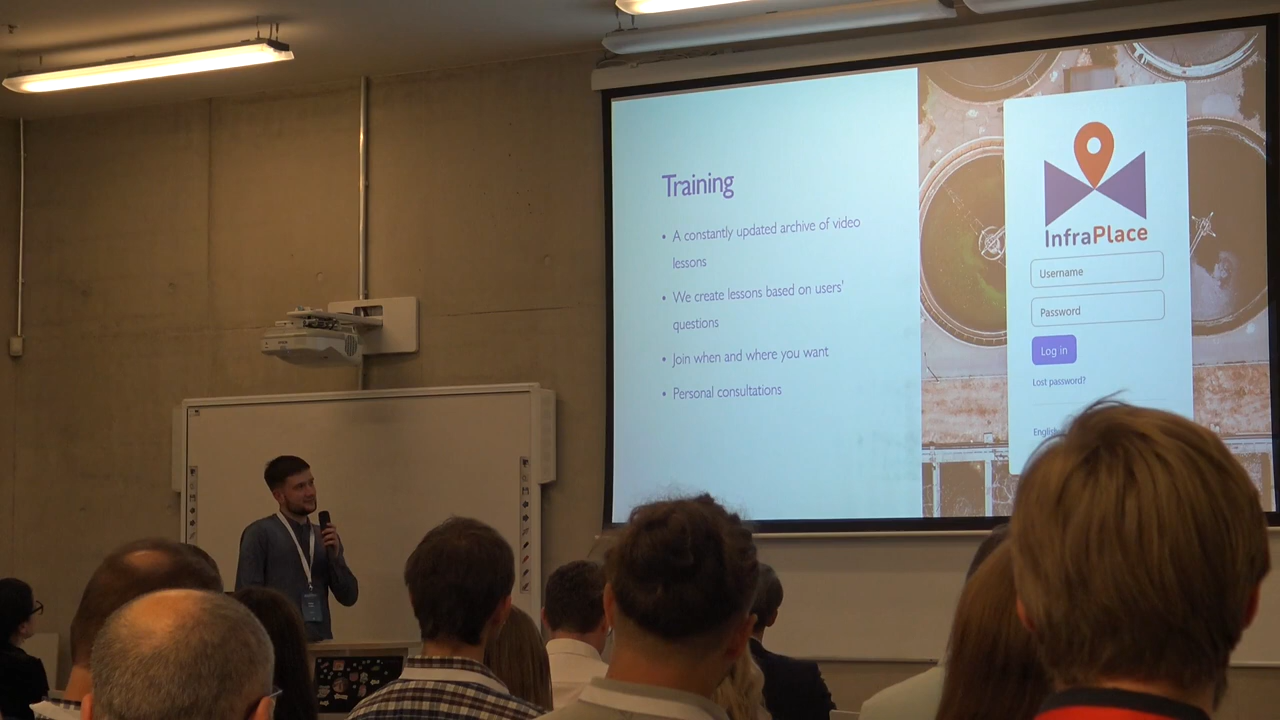 Training
• A constantly updated archive of video
lessons
• We create lessons based on users'
questions
• Join when and where you want
• Personal consultations
InfraPlace
Username
Password
Log in
Lost password?